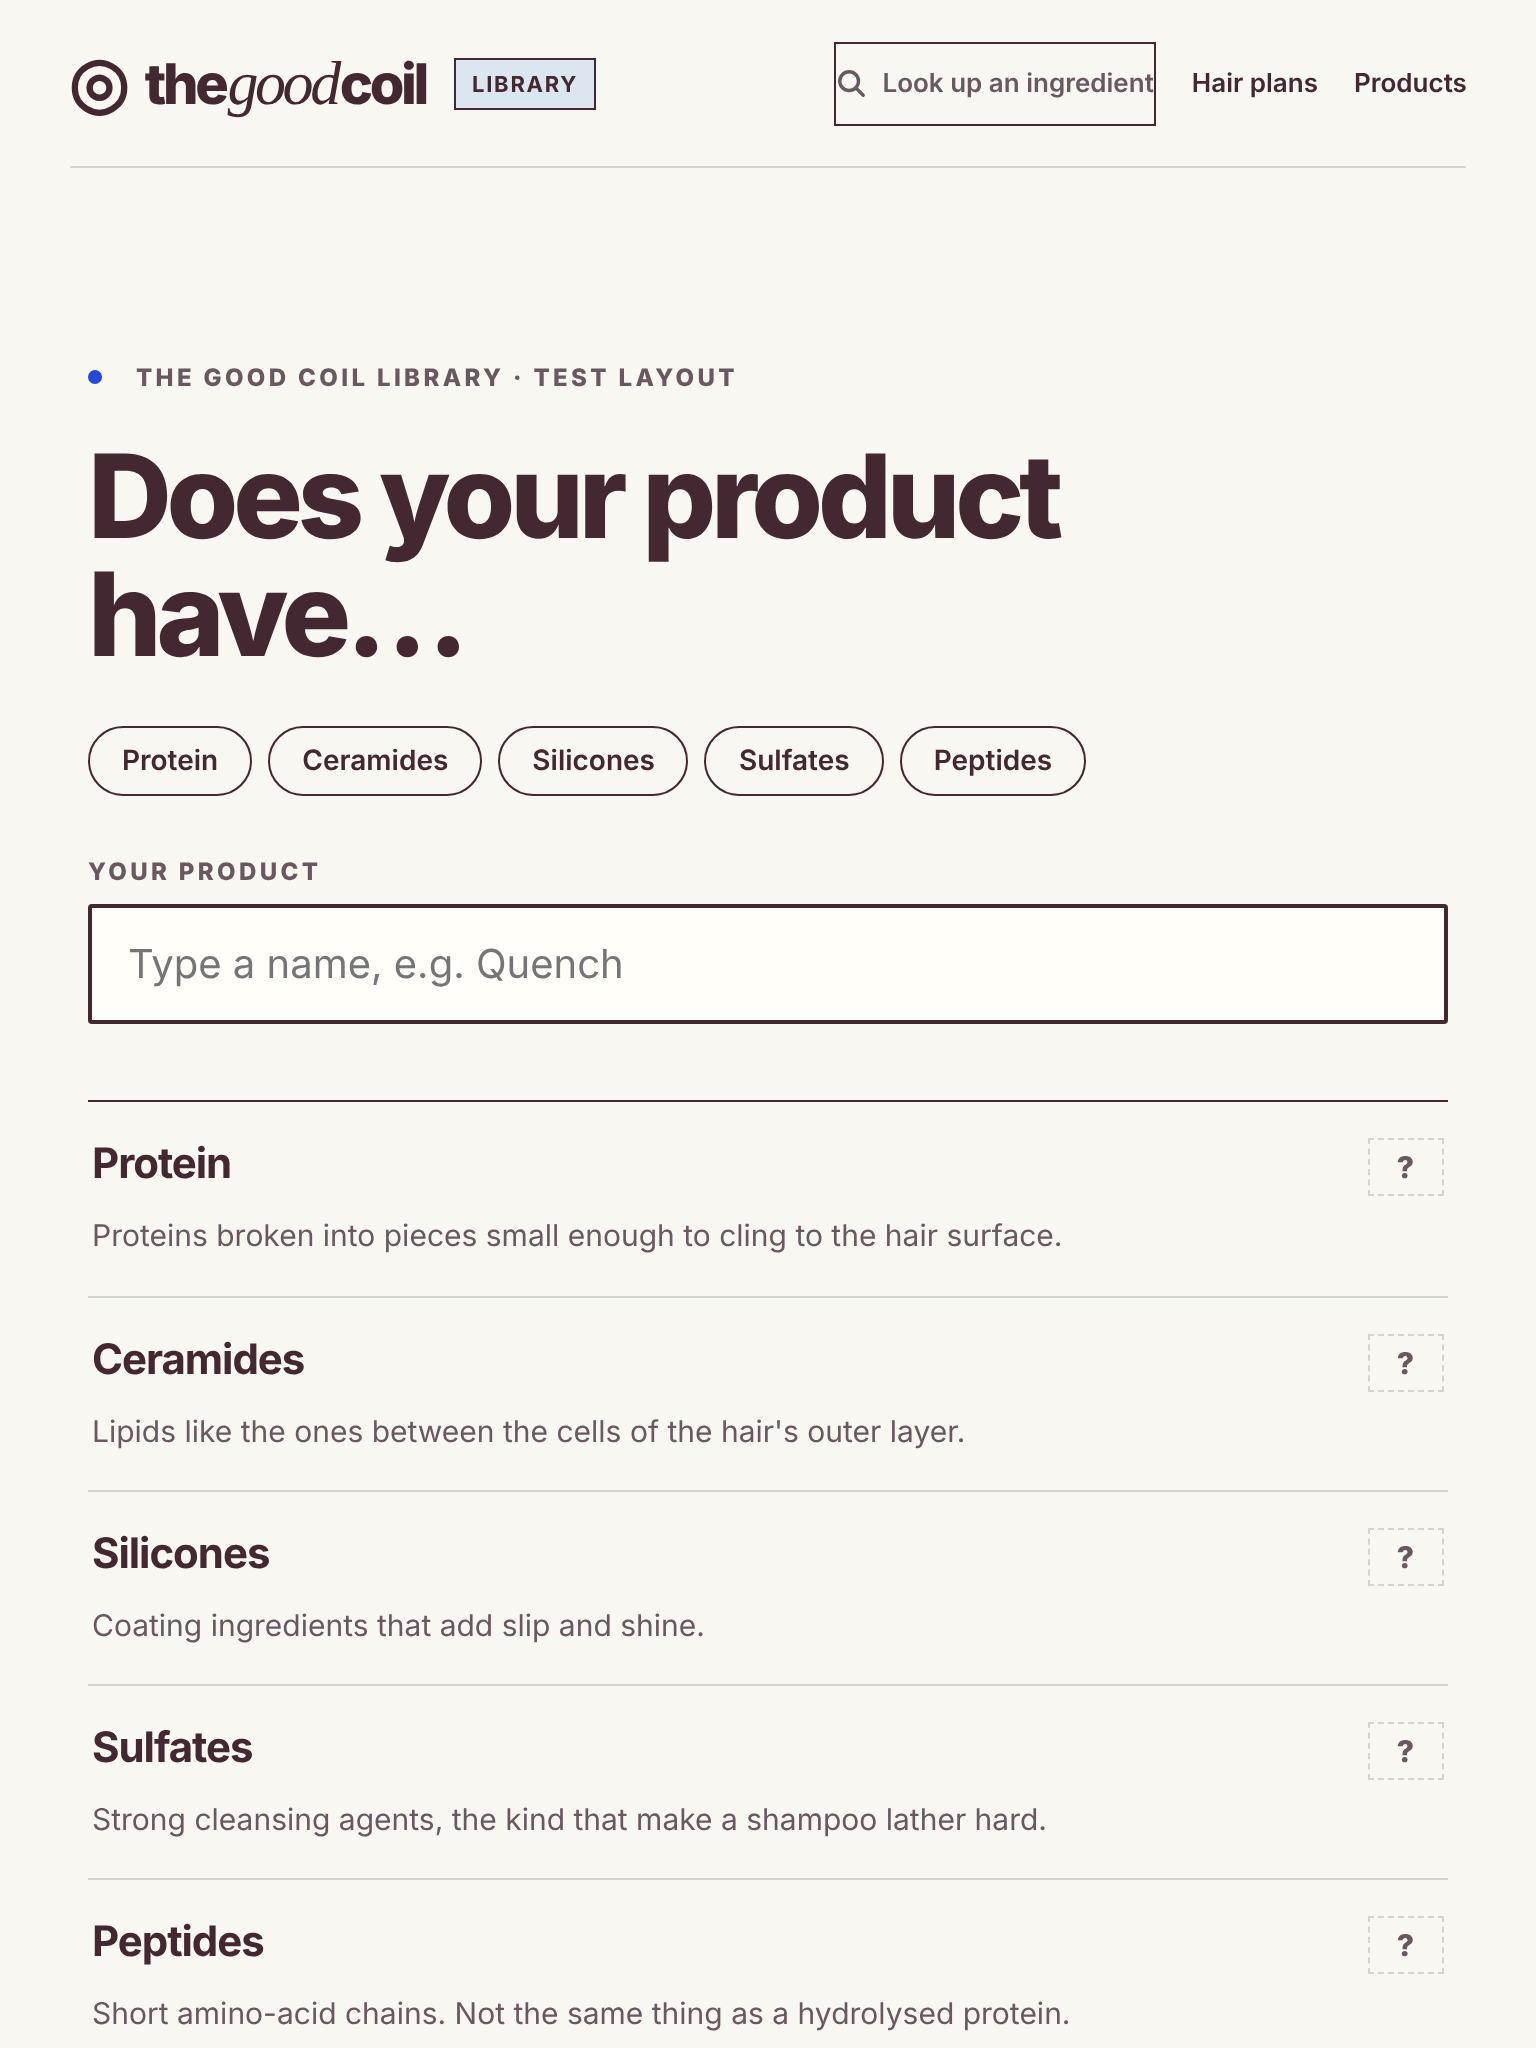 thegoodcoil LIBRARY Look up an ingredient Hair plans Products
THE GOOD COIL LIBRARY · TEST LAYOUT
Does your product
have...
Protein Ceramides Silicones Sulfates Peptides
YOUR PRODUCT
Type a name, e.g. Quench
Protein ?
Proteins broken into pieces small enough to cling to the hair surface.
Ceramides ?
Lipids like the ones between the cells of the hair's outer layer.
Silicones ?
Coating ingredients that add slip and shine.
Sulfates ?
Strong cleansing agents, the kind that make a shampoo lather hard.
Peptides ?
Short amino-acid chains. Not the same thing as a hydrolysed protein.